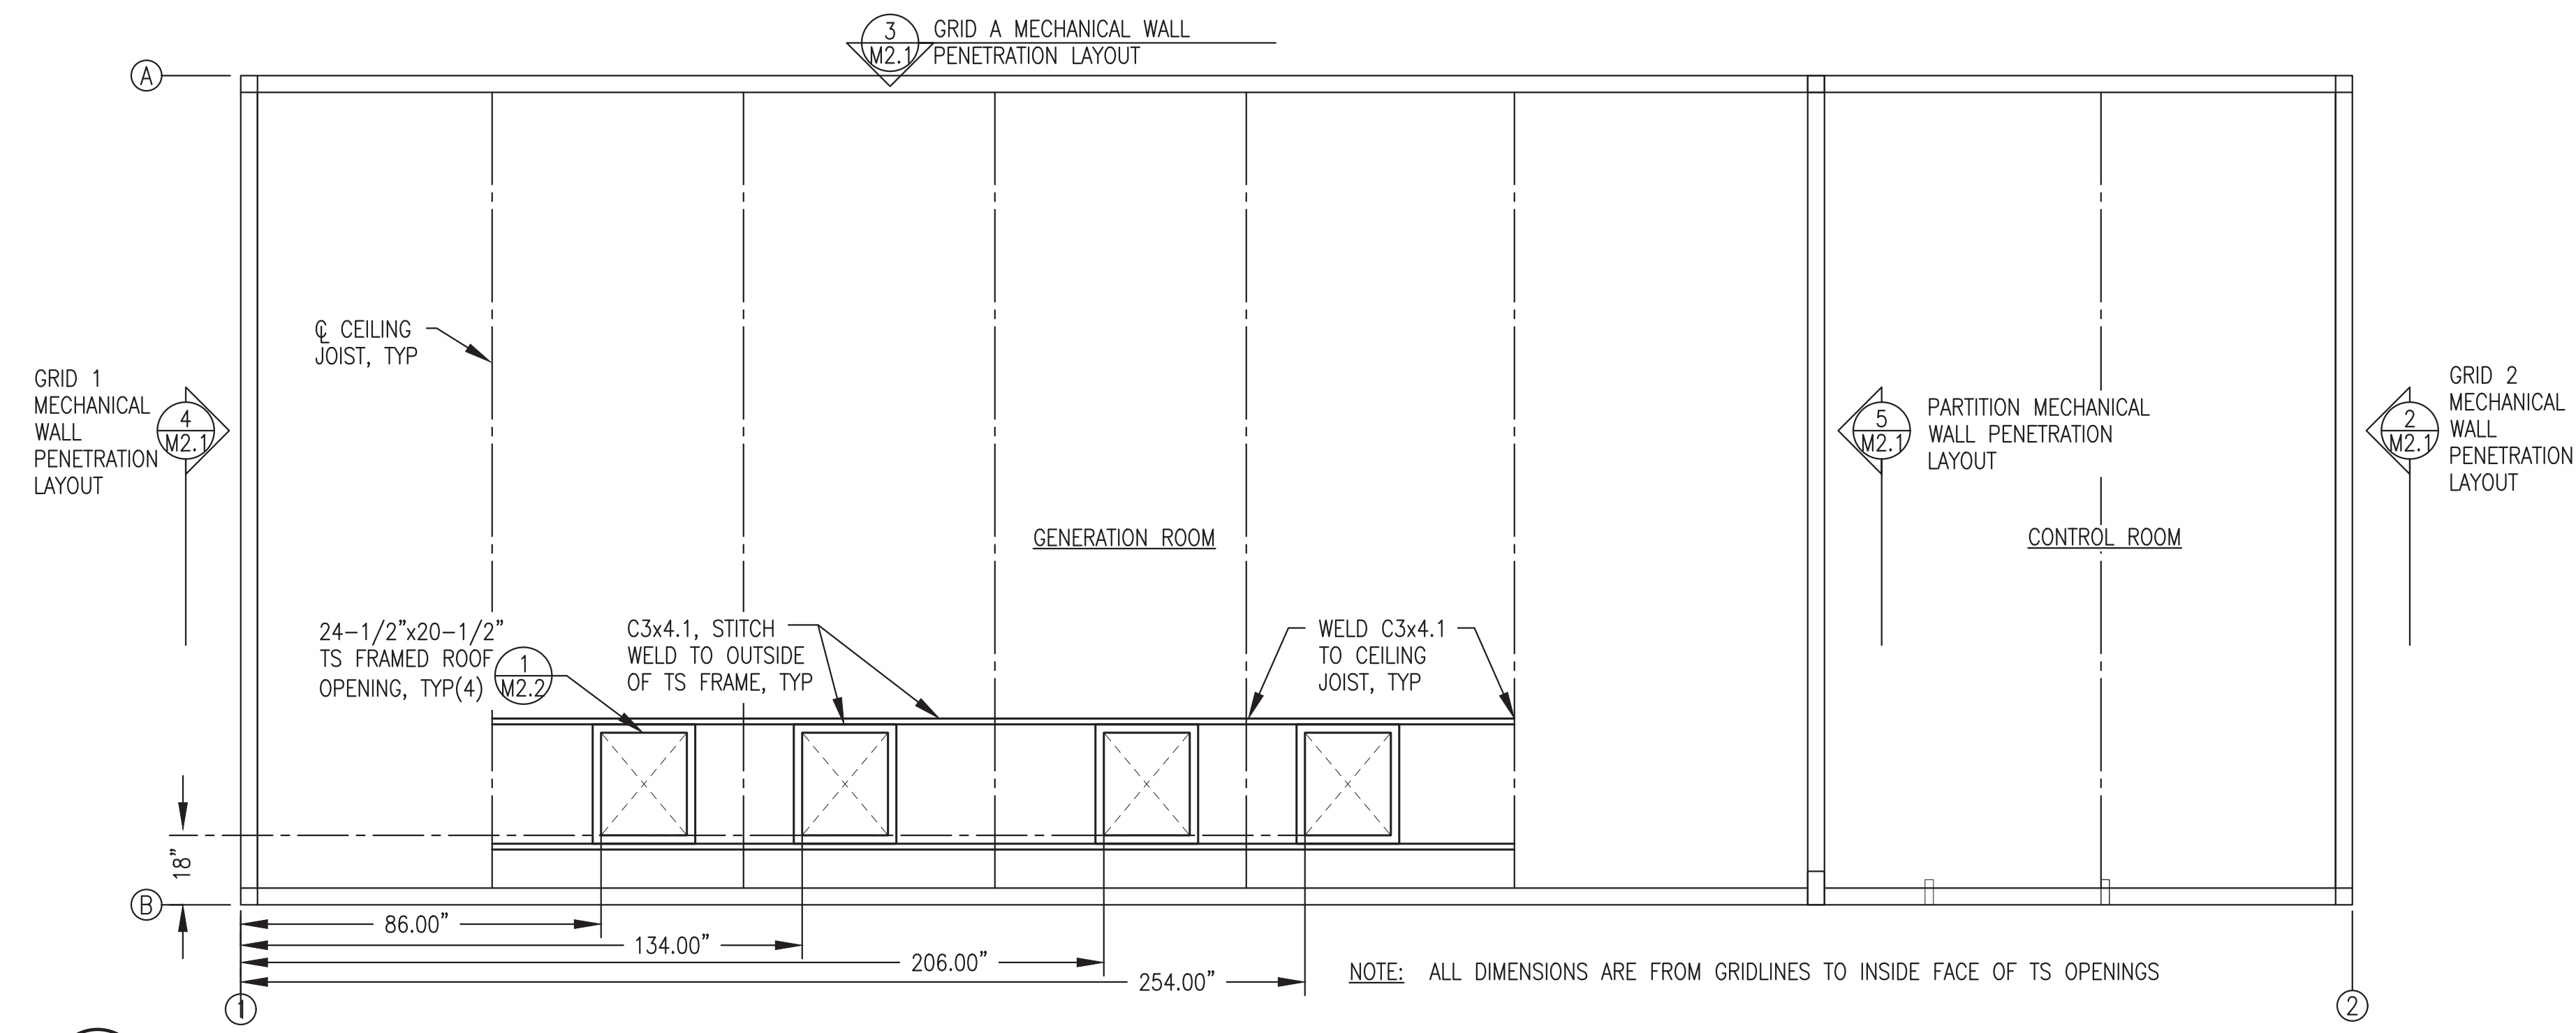 3
M2.1
GRID A MECHANICAL WALL
PENETRATION LAYOUT
A
℄ CEILING
JOIST, TYP
GRID 1
MECHANICAL
WALL
PENETRATION
LAYOUT
4
M2.1
5
M2.1
PARTITION MECHANICAL
WALL PENETRATION
LAYOUT
2
M2.1
GRID 2
MECHANICAL
WALL
PENETRATION
LAYOUT
GENERATION ROOM
CONTROL ROOM
24-1/2"x20-1/2"
TS FRAMED ROOF
OPENING, TYP(4)
1
M2.2
C3x4.1, STITCH
WELD TO OUTSIDE
OF TS FRAME, TYP
WELD C3x4.1
TO CEILING
JOIST, TYP
18"
B
86.00"
134.00"
206.00"
254.00"
NOTE: ALL DIMENSIONS ARE FROM GRIDLINES TO INSIDE FACE OF TS OPENINGS
1
2